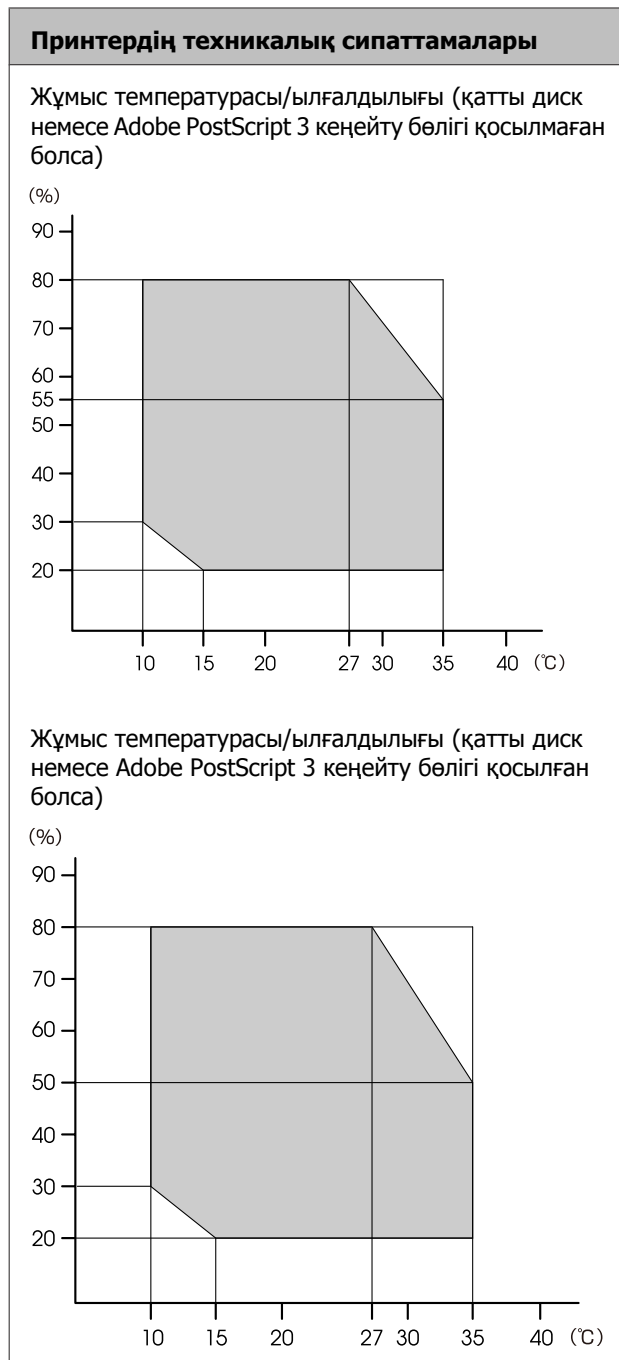 Принтердің техникалық сипаттамалары
Жұмыс температурасы/ылғалдылығы (қатты диск
немесе Adobe PostScript 3 кеңейту бөлігі қосылмаған
болса)
(%)
90
80
70
60
55
50
40
30
20
10 15 20 27 30 35 40 (℃)
Жұмыс температурасы/ылғалдылығы (қатты диск
немесе Adobe PostScript 3 кеңейту бөлігі қосылған
болса)
(%)
90
80
70
60
50
40
30
20
10 15 20 27 30 35 40 (℃)